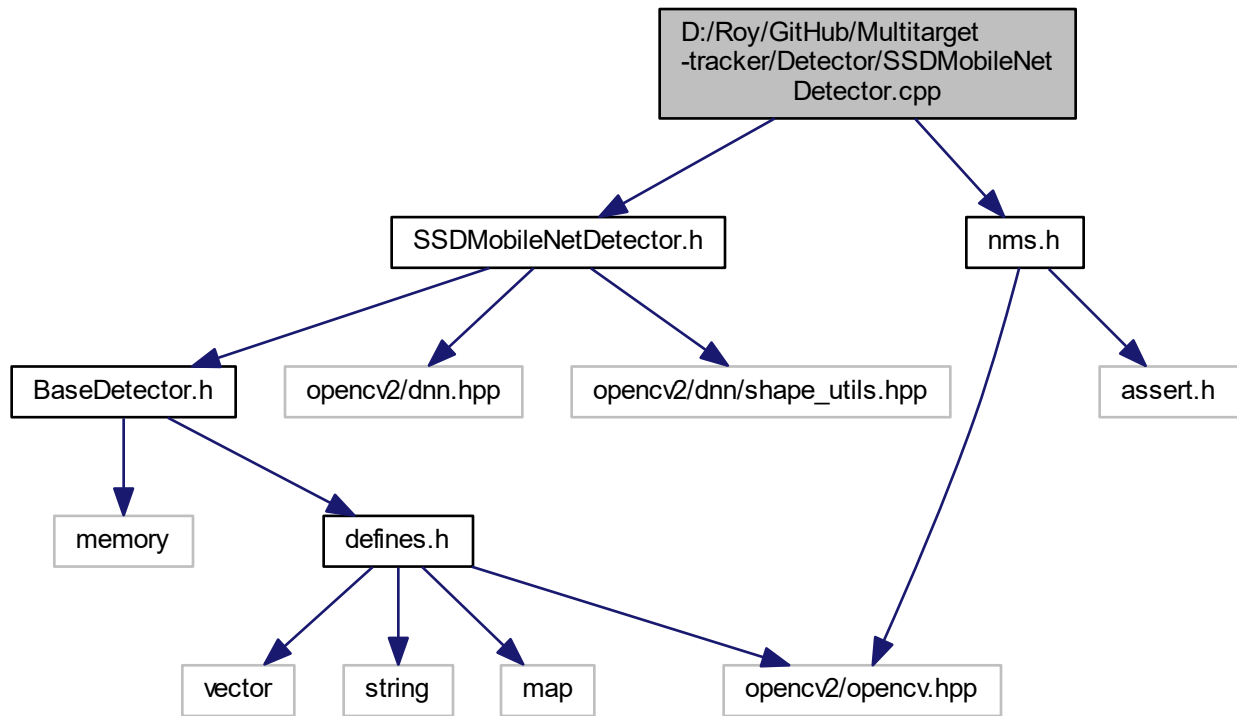 D:/Roy/GitHub/Multitarget
-tracker/Detector/SSDMobileNet
Detector.cpp
SSDMobileNetDetector.h
nms.h
BaseDetector.h
opencv2/dnn.hpp
opencv2/dnn/shape_utils.hpp
assert.h
memory
defines.h
vector
string
map
opencv2/opencv.hpp